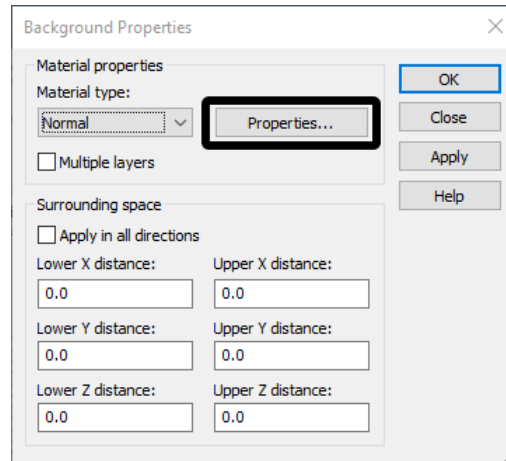 Background Properties
Material properties
Material type:
Normal
Properties...
Multiple layers
OK
Close
Apply
Help
Surrounding space
Apply in all directions
Lower X distance: Upper X distance:
0.0 0.0
Lower Y distance: Upper Y distance:
0.0 0.0
Lower Z distance: Upper Z distance:
0.0 0.0